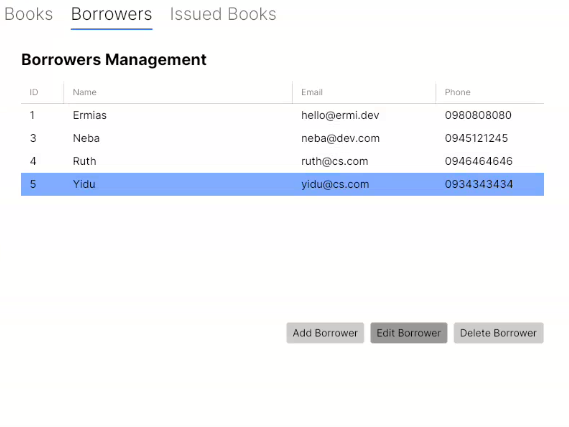 Books Borrowers Issued Books
Borrowers Management
ID Name Email Phone
1 Ermias hello@ermi.dev 0980808080
3 Neba neba@dev.com 0945121245
4 Ruth ruth@cs.com 0946464646
5 Yidu yidu@cs.com 0934343434
Add Borrower Edit Borrower Delete Borrower